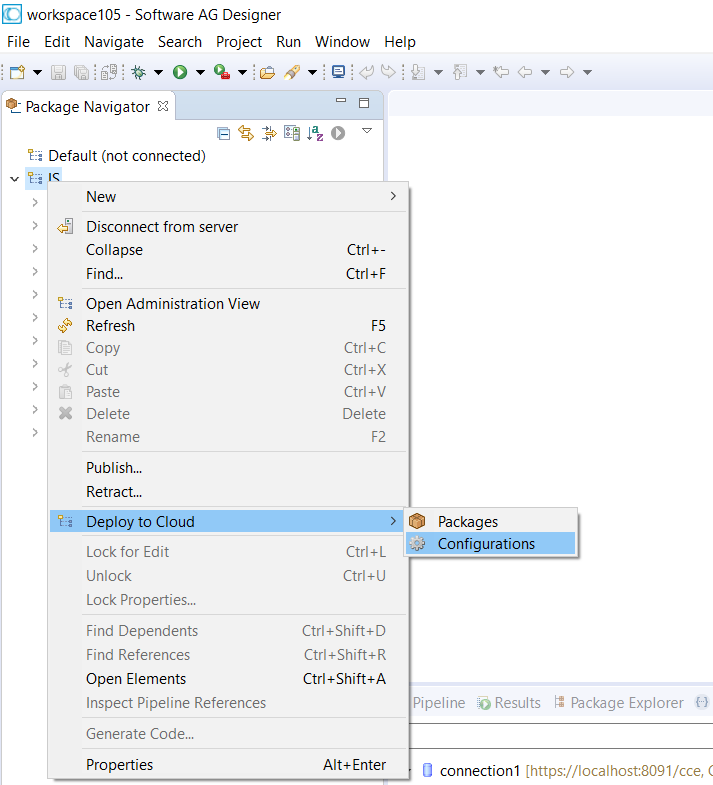 workspace105 - Software AG Designer
File Edit Navigate Search Project Run Window Help
Package Navigator
Default (not connected)
IS
New
Disconnect from server
Collapse Ctrl+-
Find... Ctrl+F
Open Administration View
Refresh F5
Copy Ctrl+C
Cut Ctrl+X
Paste Ctrl+V
Delete Delete
Rename F2
Publish...
Retract...
Deploy to Cloud
Packages
Configurations
Lock for Edit Ctrl+L
Unlock Ctrl+U
Lock Properties...
Find Dependents Ctrl+Shift+D
Find References Ctrl+Shift+R
Open Elements Ctrl+Shift+A
Inspect Pipeline References
Pipeline Results Package Explorer
Generate Code...
Properties Alt+Enter
connection1 [https://localhost:8091/cce,